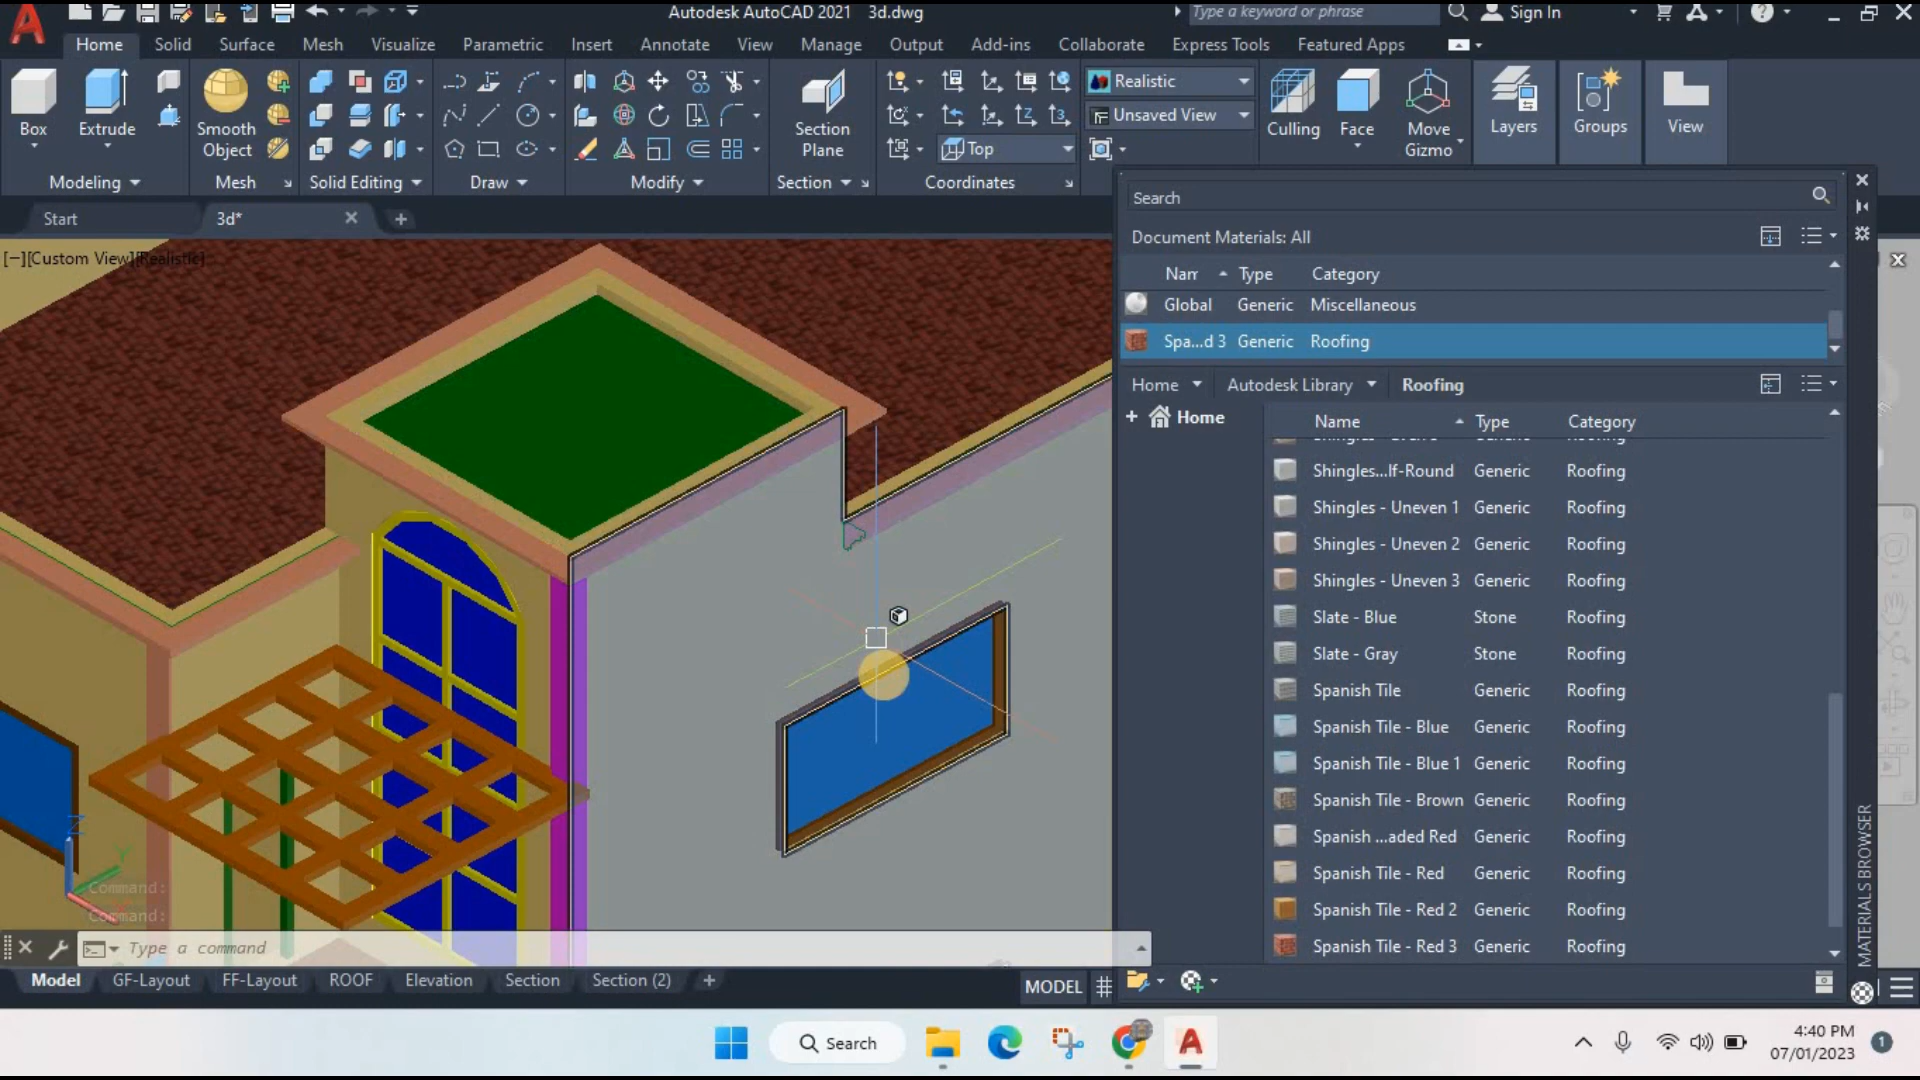 Autodesk AutoCAD 2021 3d.dwg
Type a keyword or phrase
Sign In
Home Solid Surface Mesh Visualize Parametric Insert Annotate View Manage Output Add-ins Collaborate Express Tools Featured Apps
Box
Extrude
Smooth
Object
Section
Plane
Top
Realistic
Unsaved View
Culling
Face
Move
Gizmo
Layers
Groups
View
Modeling Mesh Solid Editing Draw Modify Section Coordinates
Start
3d*
[−][Custom View][Realistic]
Search
Document Materials: All
Nam Type Category
Global Generic Miscellaneous
Spa...d 3 Generic Roofing
Home Autodesk Library Roofing
+ Home
Name Type Category
Shingles...lf-Round Generic Roofing
Shingles - Uneven 1 Generic Roofing
Shingles - Uneven 2 Generic Roofing
Shingles - Uneven 3 Generic Roofing
Slate - Blue Stone Roofing
Slate - Gray Stone Roofing
Spanish Tile Generic Roofing
Spanish Tile - Blue Generic Roofing
Spanish Tile - Blue 1 Generic Roofing
Spanish Tile - Brown Generic Roofing
Spanish ...aded Red Generic Roofing
Spanish Tile - Red Generic Roofing
Spanish Tile - Red 2 Generic Roofing
Spanish Tile - Red 3 Generic Roofing
MATERIALS BROWSER
Z
Y
Command:
Command:
Type a command
Model GF-Layout FF-Layout ROOF Elevation Section Section (2) +
MODEL
Search
4:40 PM
07/01/2023
1